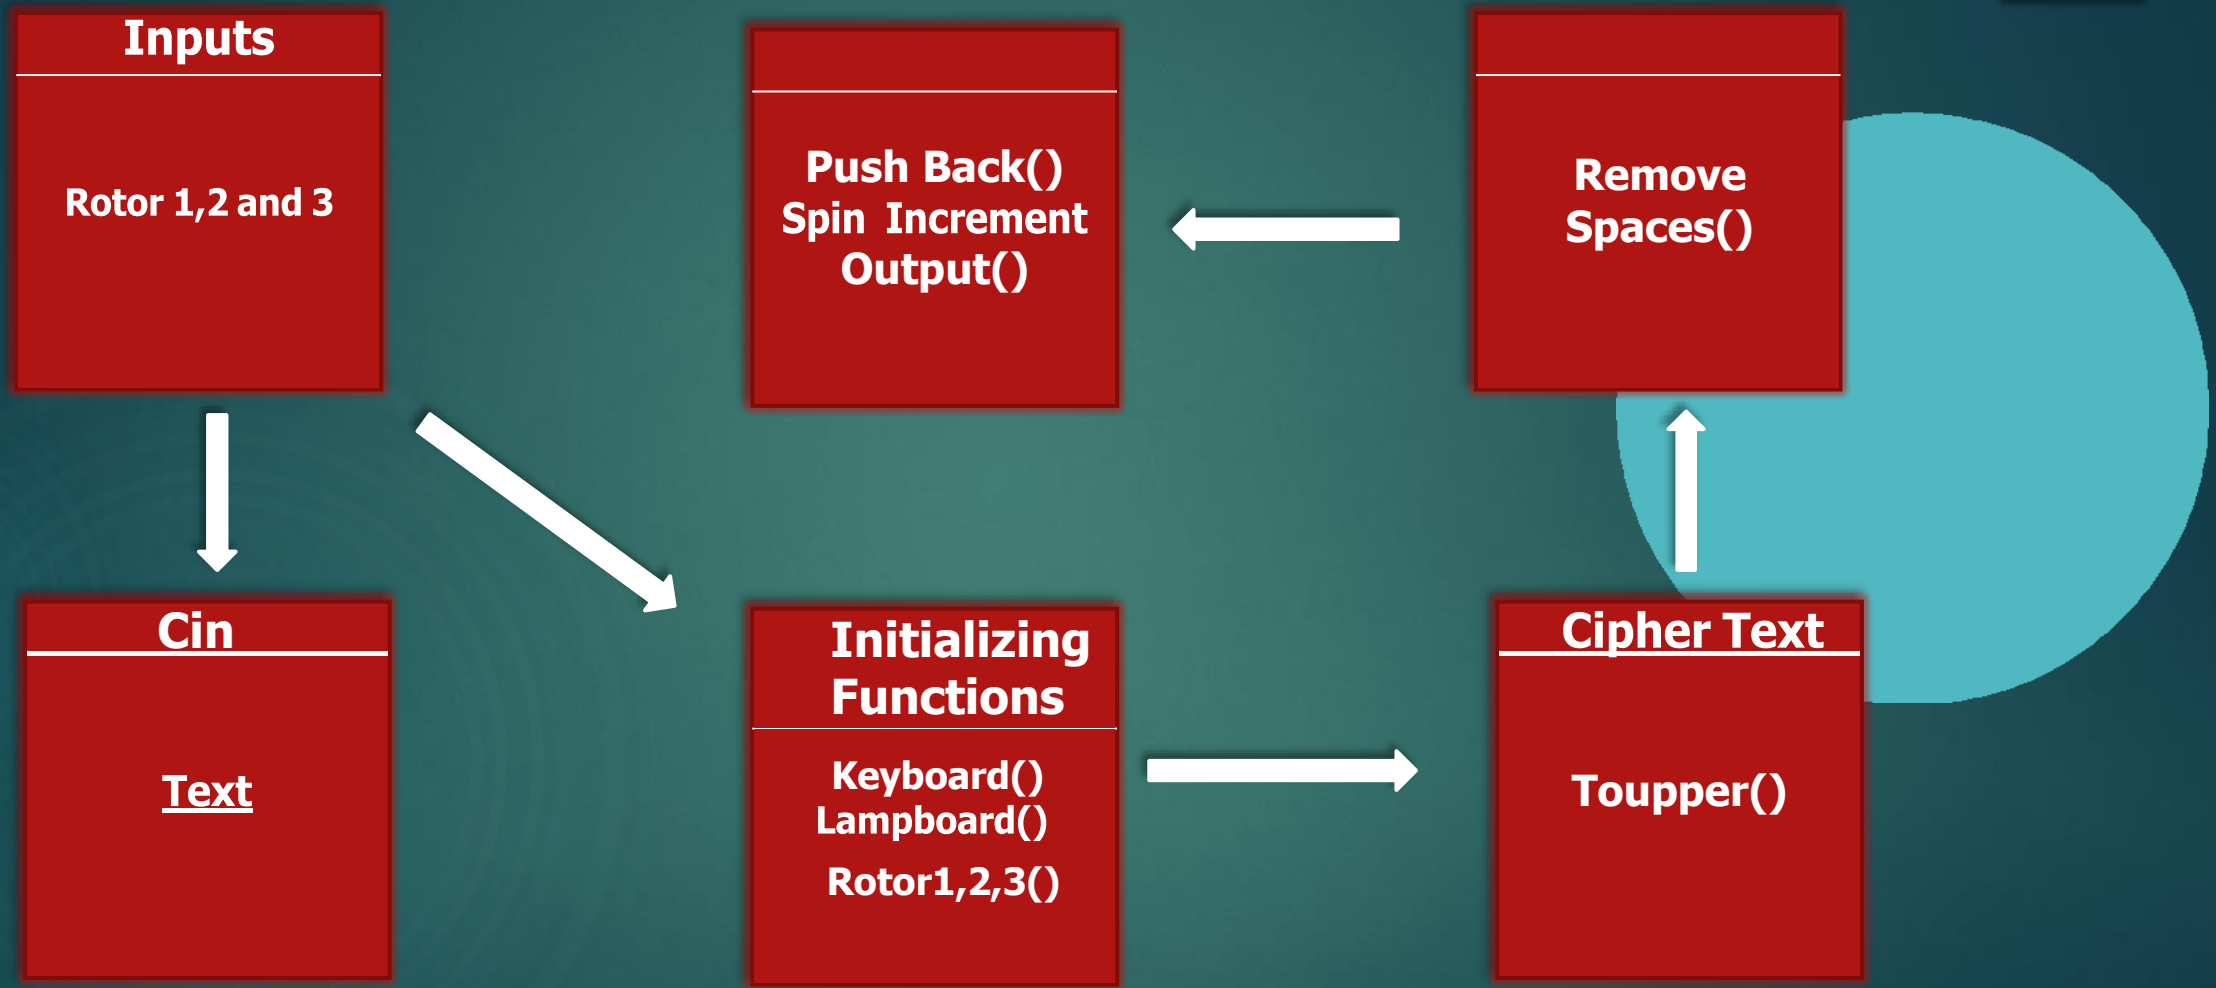 Inputs
Rotor 1,2 and 3
Push Back()
Spin Increment
Output()
Remove
Spaces()
Cin
Text
Initializing
Functions
Keyboard()
Lampboard()
Rotor1,2,3()
Cipher Text
Toupper()